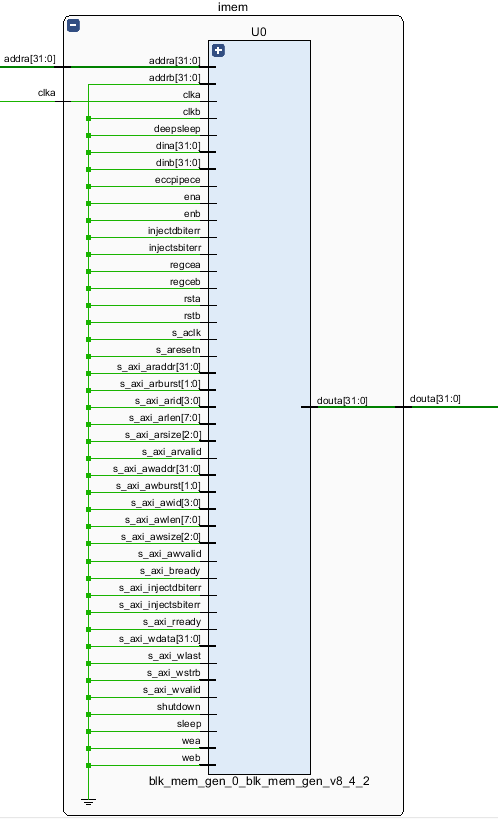 imem
U0
addra[31:0]
addra[31:0]
addrb[31:0]
clka
clka
clkb
deepsleep
dina[31:0]
dinb[31:0]
eccpipece
ena
enb
injectdbiterr
injectsbiterr
regcea
regceb
rsta
rstb
s_aclk
s_aresetn
s_axi_araddr[31:0]
s_axi_arburst[1:0]
s_axi_arid[3:0]
douta[31:0]
douta[31:0]
s_axi_arlen[7:0]
s_axi_arsize[2:0]
s_axi_arvalid
s_axi_awaddr[31:0]
s_axi_awburst[1:0]
s_axi_awid[3:0]
s_axi_awlen[7:0]
s_axi_awsize[2:0]
s_axi_awvalid
s_axi_bready
s_axi_injectdbiterr
s_axi_injectsbiterr
s_axi_rready
s_axi_wdata[31:0]
s_axi_wlast
s_axi_wstrb
s_axi_wvalid
shutdown
sleep
wea
web
blk_mem_gen_0_blk_mem_gen_v8_4_2